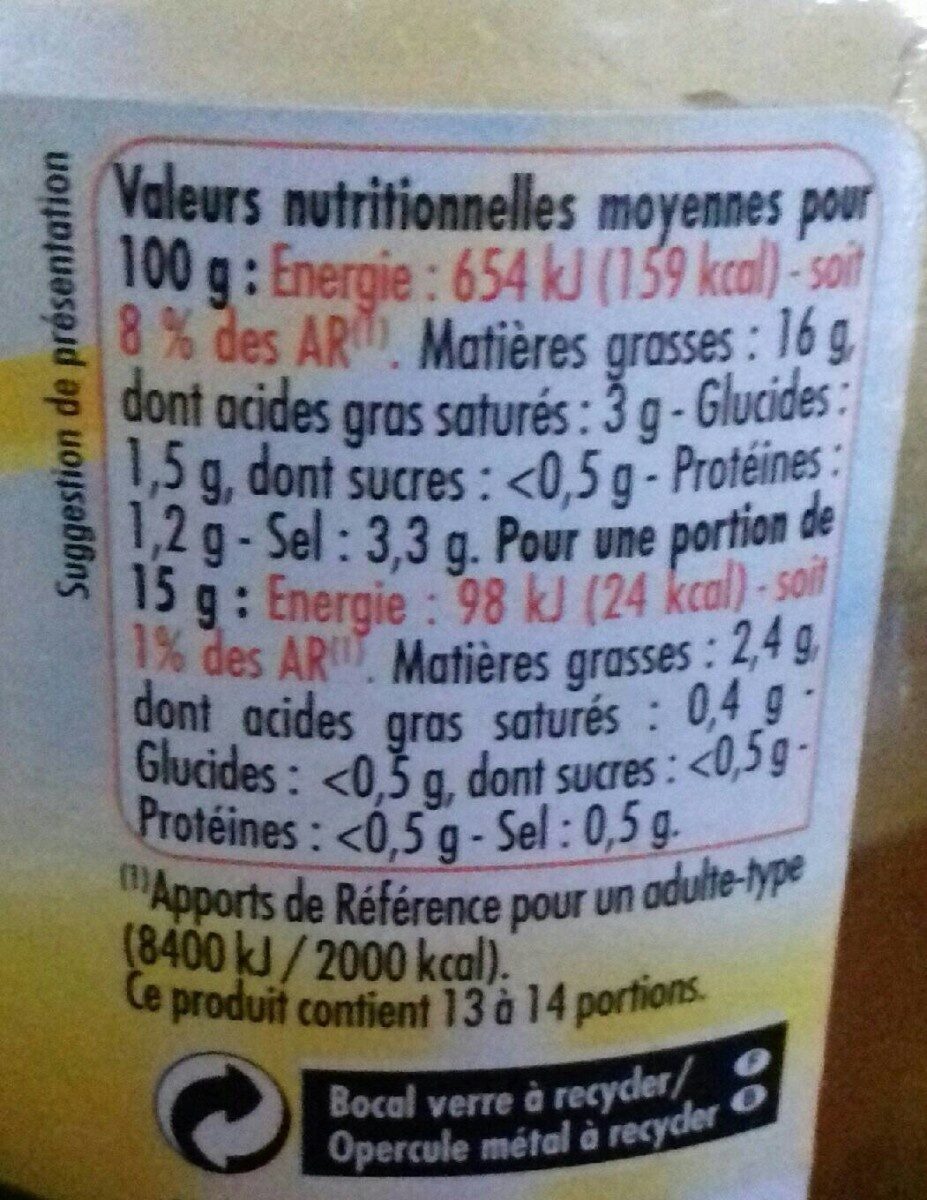 Suggestion de présentation
Valeurs nutritionnelles moyennes pour
100 g : Energie : 654 kJ (159 kcal) - soit
8 % des AR(1). Matières grasses : 16 g,
dont acides gras saturés : 3 g - Glucides :
1,5 g, dont sucres : <0,5 g - Protéines :
1,2 g - Sel : 3,3 g. Pour une portion de
15 g : Energie : 98 kJ (24 kcal) - soit
1% des AR(1). Matières grasses : 2,4 g,
dont acides gras saturés : 0,4 g -
Glucides : <0,5 g, dont sucres : <0,5 g -
Protéines : <0,5 g - Sel : 0,5 g.
(1)Apports de Référence pour un adulte-type
(8400 kJ / 2000 kcal).
Ce produit contient 13 à 14 portions.
Bocal verre à recycler/ F
Opercule métal à recycler